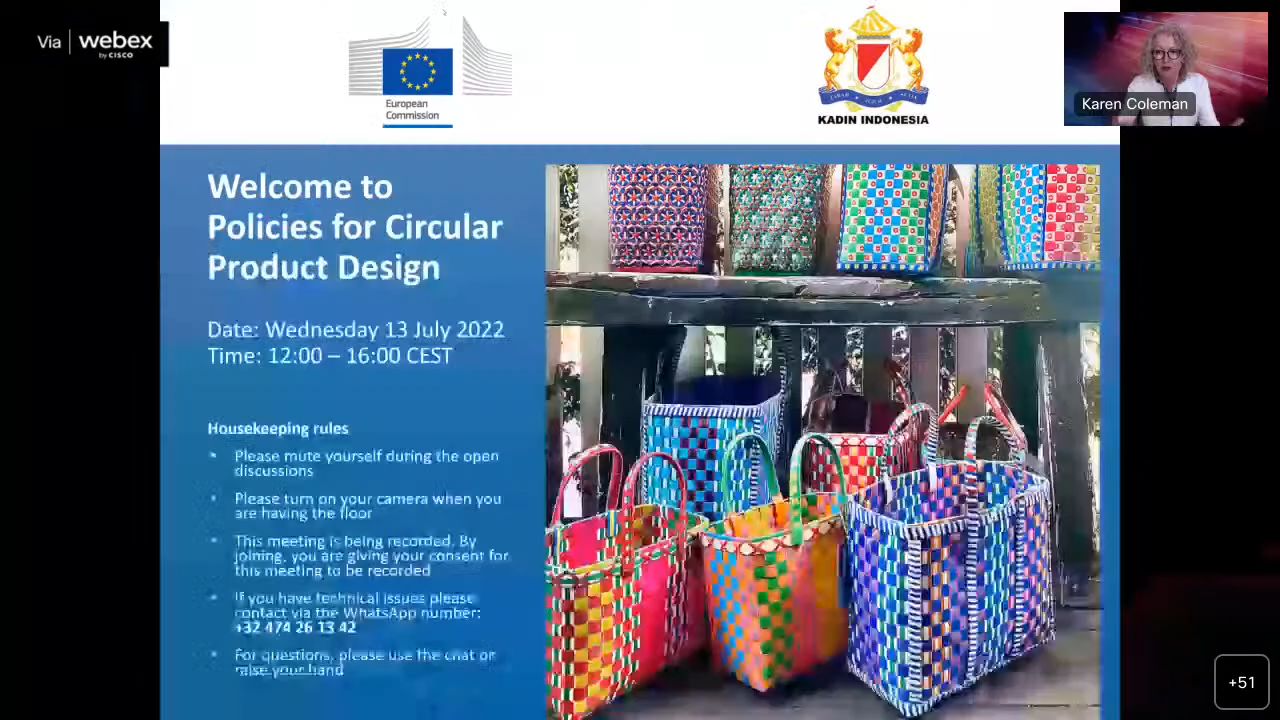 Via | webex
by CISCO
European
Commission
KADIN INDONESIA
Karen Coleman
Welcome to
Policies for Circular
Product Design
Date: Wednesday 13 July 2022
Time: 12:00 – 16:00 CEST
Housekeeping rules
• Please mute yourself during the open
discussions
• Please turn on your camera when you
are having the floor
• This meeting is being recorded. By
joining, you are giving your consent for
this meeting to be recorded
• If you have technical issues please
contact via the WhatsApp number:
+32 474 26 13 42
• For questions, please use the chat or
raise your hand
+51